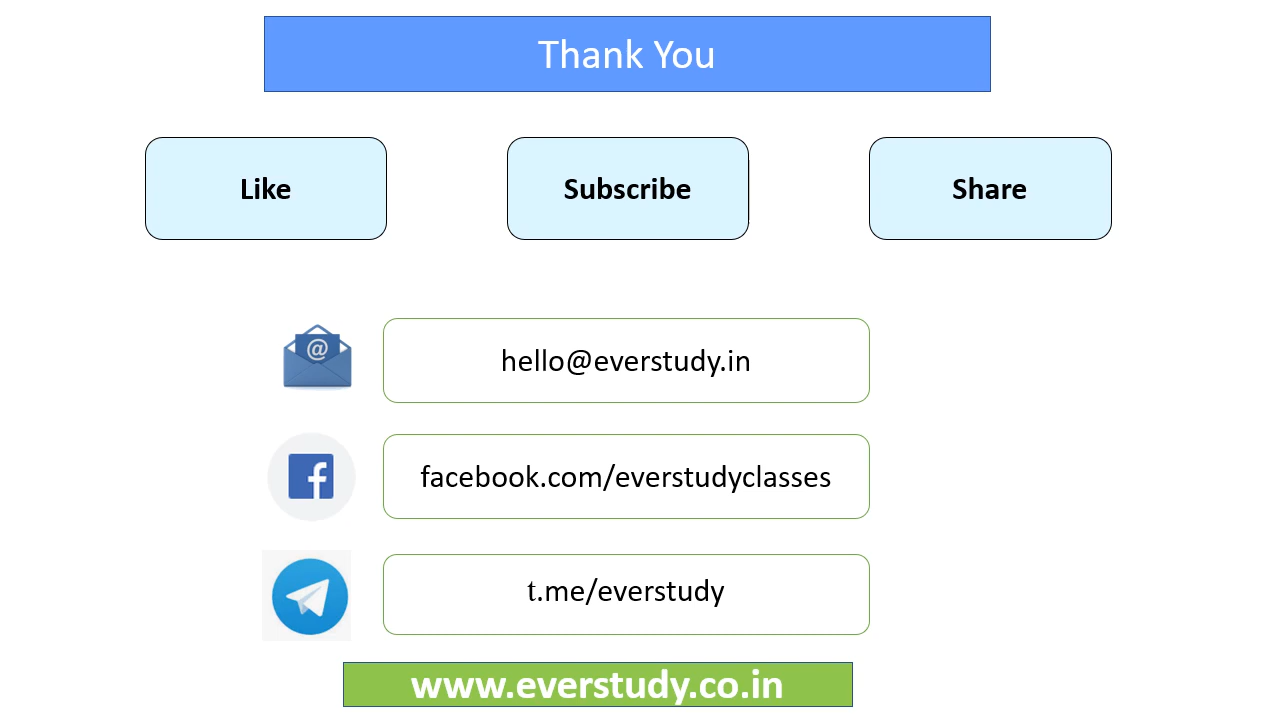 Thank You
Like
Subscribe
Share
@
hello@everstudy.in
f
facebook.com/everstudyclasses
t.me/everstudy
www.everstudy.co.in